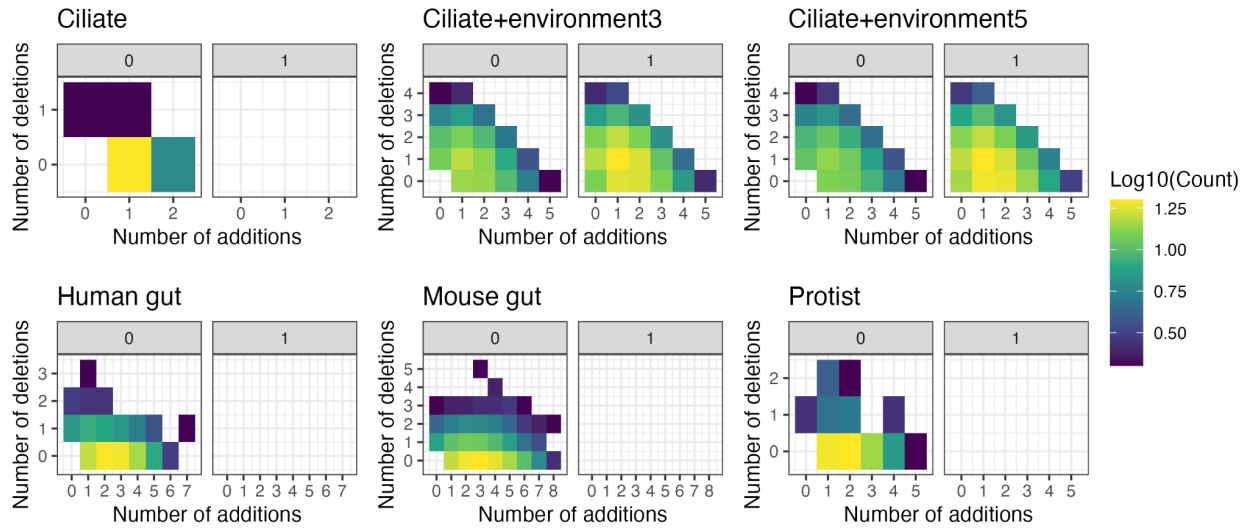 Ciliate
Ciliate+environment3
Ciliate+environment5
0 1
0 1
0 1
Number of deletions
1
0
Number of deletions
4
3
2
1
0
Number of deletions
4
3
2
1
0
0 1 2 0 1 2
0 1 2 3 4 5 0 1 2 3 4 5
0 1 2 3 4 5 0 1 2 3 4 5
Number of additions
Number of additions
Number of additions
Log10(Count)
1.25
1.00
0.75
0.50
Human gut
Mouse gut
Protist
0 1
0 1
0 1
Number of deletions
3
2
1
0
Number of deletions
5
4
3
2
1
0
Number of deletions
2
1
0
0 1 2 3 4 5 6 7 0 1 2 3 4 5 6 7
0 1 2 3 4 5 6 7 8 0 1 2 3 4 5 6 7 8
0 1 2 3 4 5 0 1 2 3 4 5
Number of additions
Number of additions
Number of additions